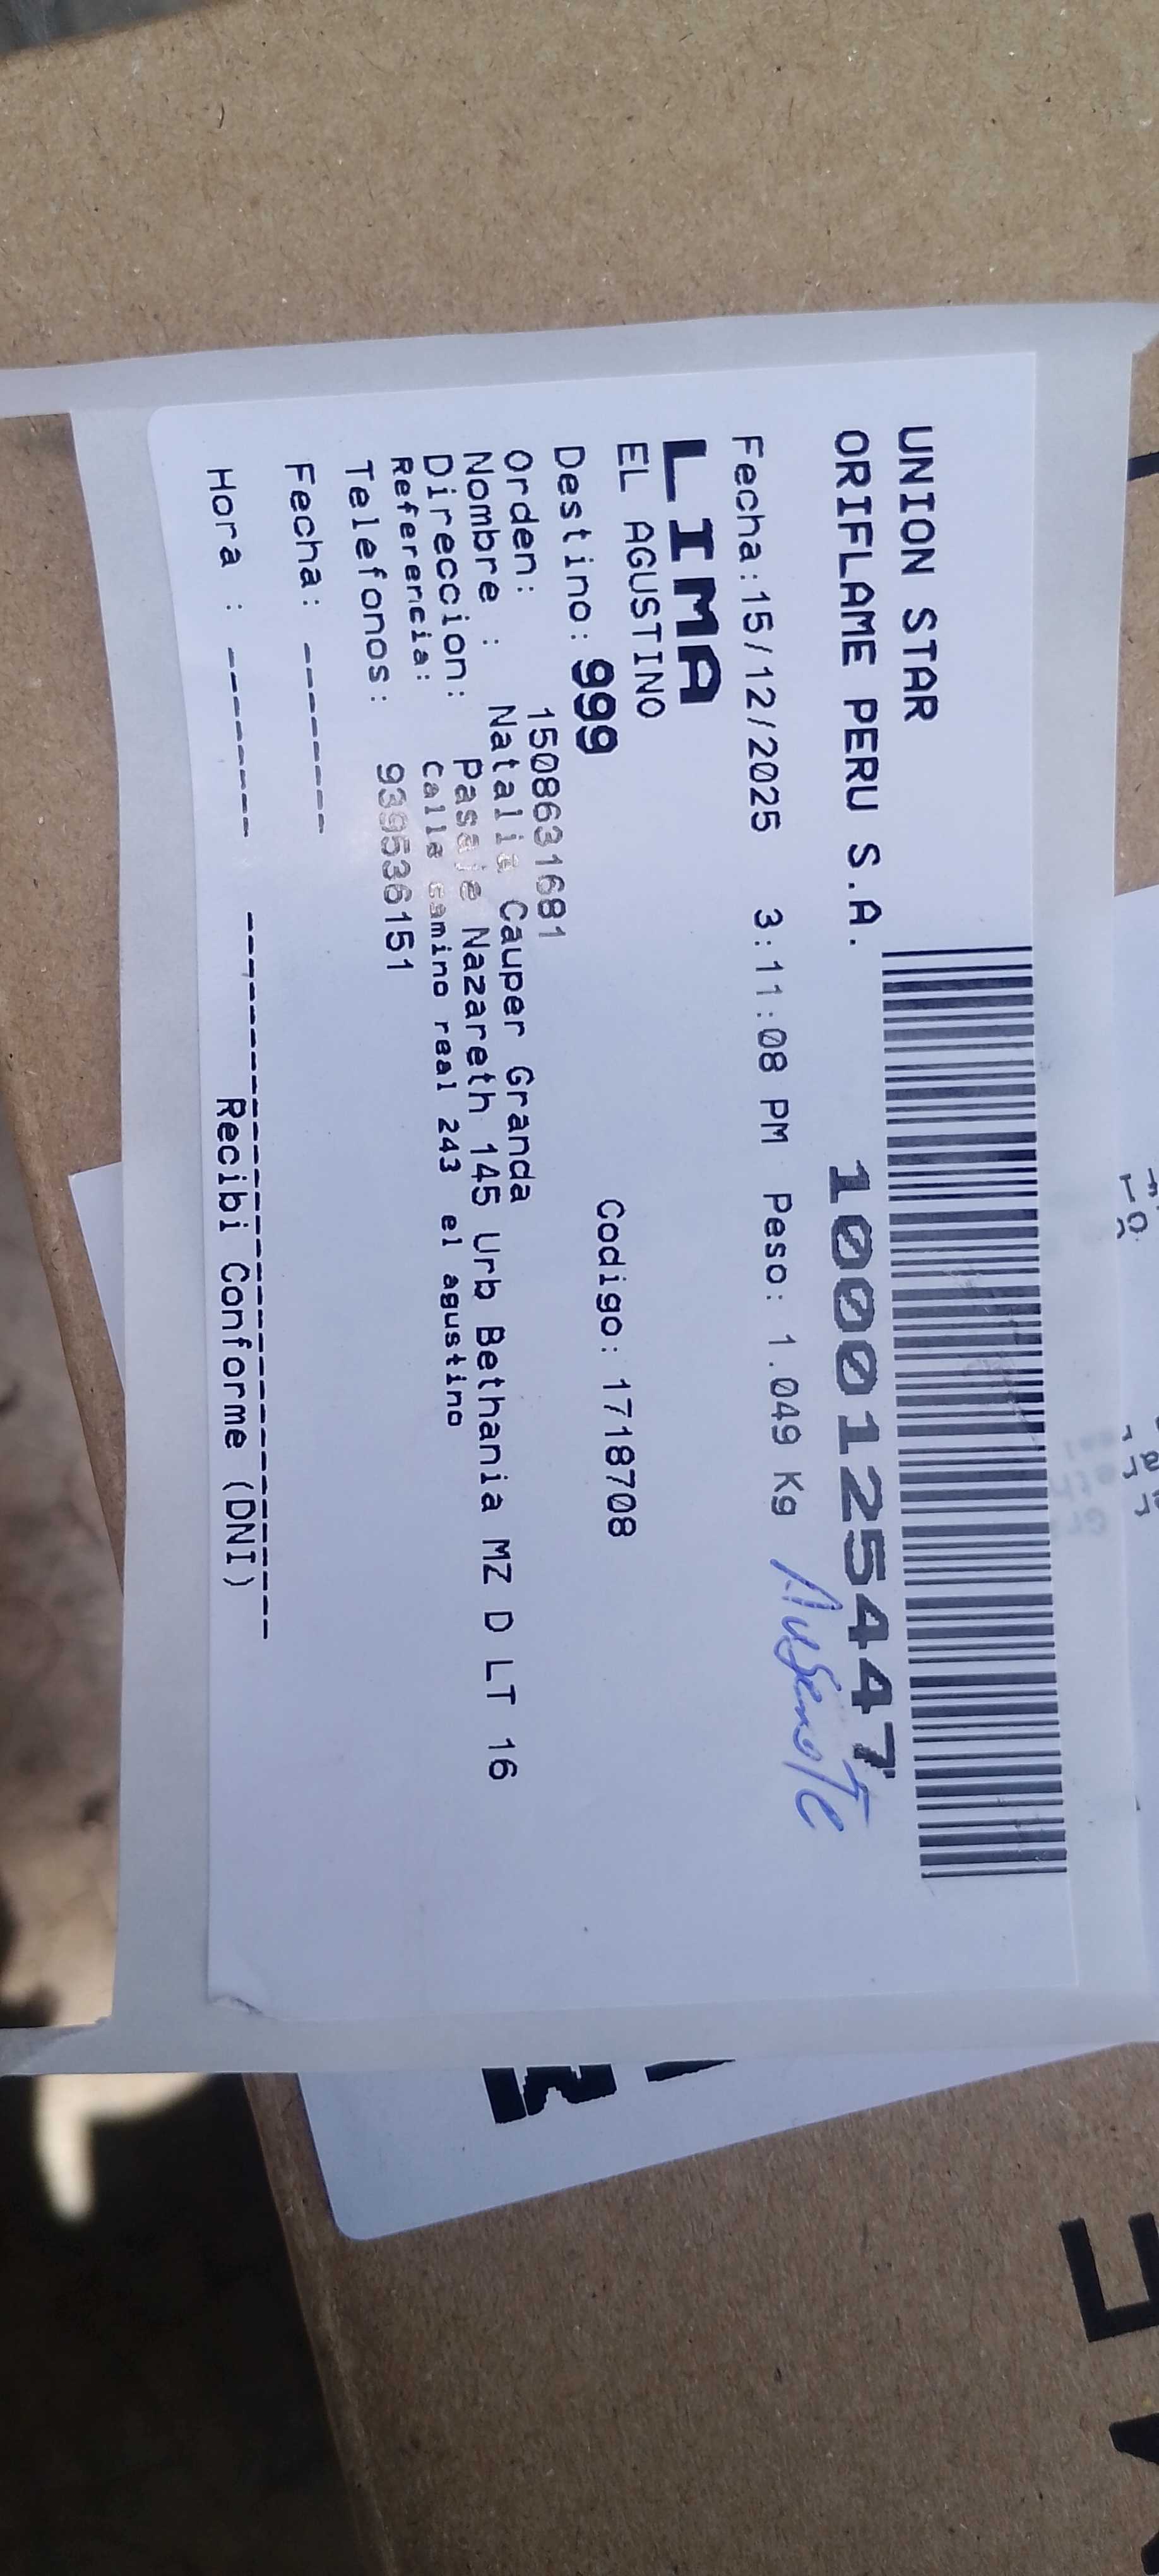 UNION STAR
ORIFLAME PERU S.A.
10001254447
Fecha:15/12/2025 3:11:08 PM Peso: 1.049 Kg
Ausente
LIMA
EL AGUSTINO
Destino: 999 Codigo: 1718708
Orden: 1508631681
Nombre : Natalia Cauper Granda
Direccion: Pasaje Nazareth 145 Urb Bethania MZ D LT 16
Referencia: Calle camino real 243 el agustino
Telefonos: 939536151
Fecha: -------
Hora : -------
Recibi Conforme (DNI)